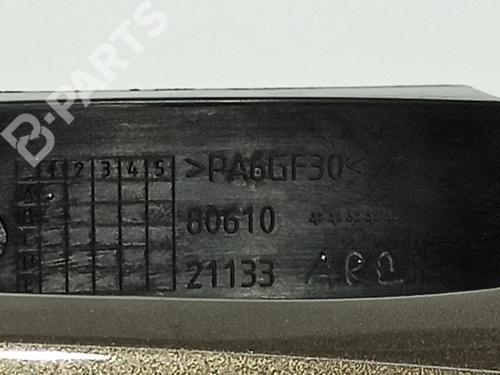 B-PARTS
1 2 3 4 5 >PA6GF30<
A
B 80610 ****
C
D 21133 ARC